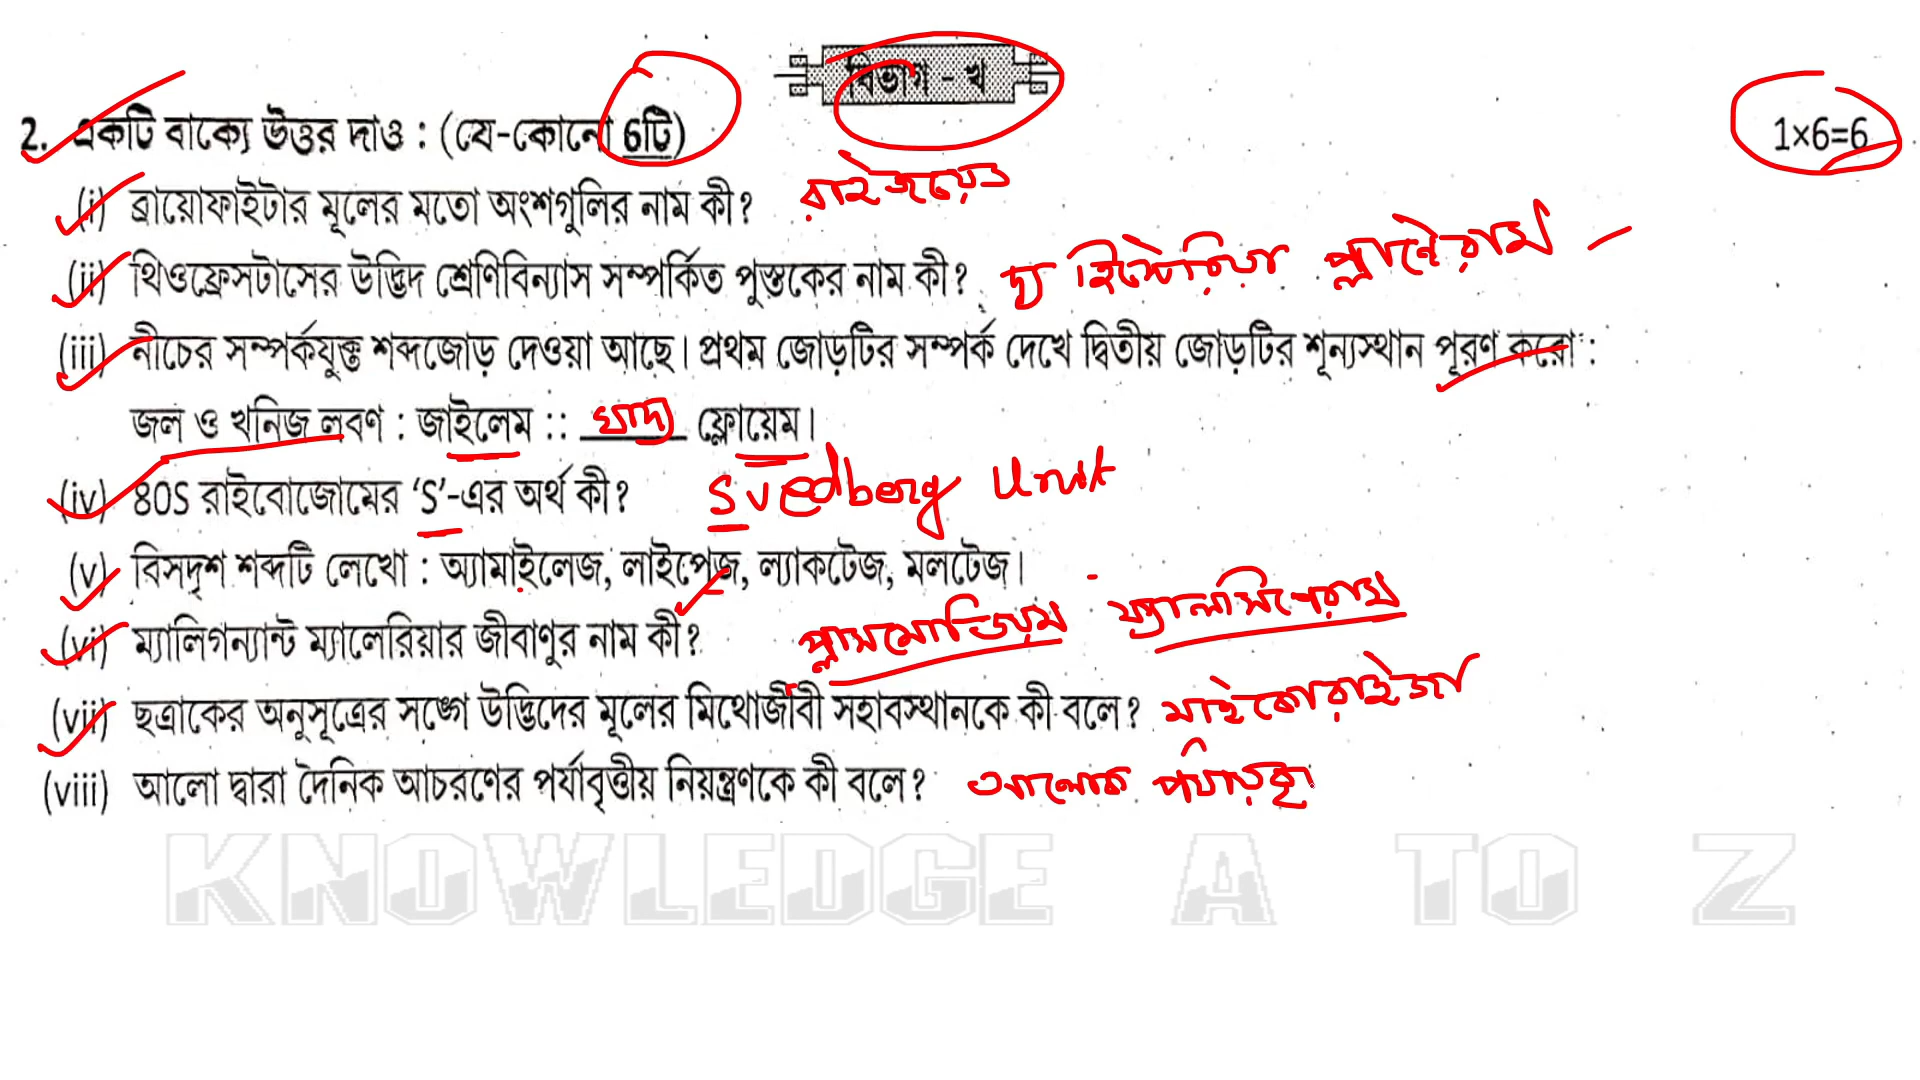 বিভাগ - খ
2. একটি বাক্যে উত্তর দাও : (যে-কোনো 6টি) 1×6=6
(i) ব্রায়োফাইটার মূলের মতো অংশগুলির নাম কী? রাইজয়েড
(ii) থিওফ্রেসটাসের উদ্ভিদ শ্রেণিবিন্যাস সম্পর্কিত পুস্তকের নাম কী? দ্য হিস্টোরিয়া প্ল্যান্টেরাম
(iii) নীচের সম্পর্কযুক্ত শব্দজোড় দেওয়া আছে। প্রথম জোড়টির সম্পর্ক দেখে দ্বিতীয় জোড়টির শূন্যস্থান পূরণ করো :
জল ও খনিজ লবণ : জাইলেম :: খাদ্য ফ্লোয়েম।
(iv) 80S রাইবোজোমের ‘S’-এর অর্থ কী? Svedberg Unit
(v) বিসদৃশ শব্দটি লেখো : অ্যামাইলেজ, লাইপেজ, ল্যাকটেজ, মলটেজ।
(vi) ম্যালিগন্যান্ট ম্যালেরিয়ার জীবাণুর নাম কী? প্লাসমোডিয়াম ফ্যালসিপেরাম
(vii) ছত্রাকের অনুসূত্রের সঙ্গে উদ্ভিদের মূলের মিথোজীবী সহাবস্থানকে কী বলে? মাইকোরাইজা
(viii) আলো দ্বারা দৈনিক আচরণের পর্যাবৃত্তীয় নিয়ন্ত্রণকে কী বলে? আলোক
KNOWLEDGE A TO Z